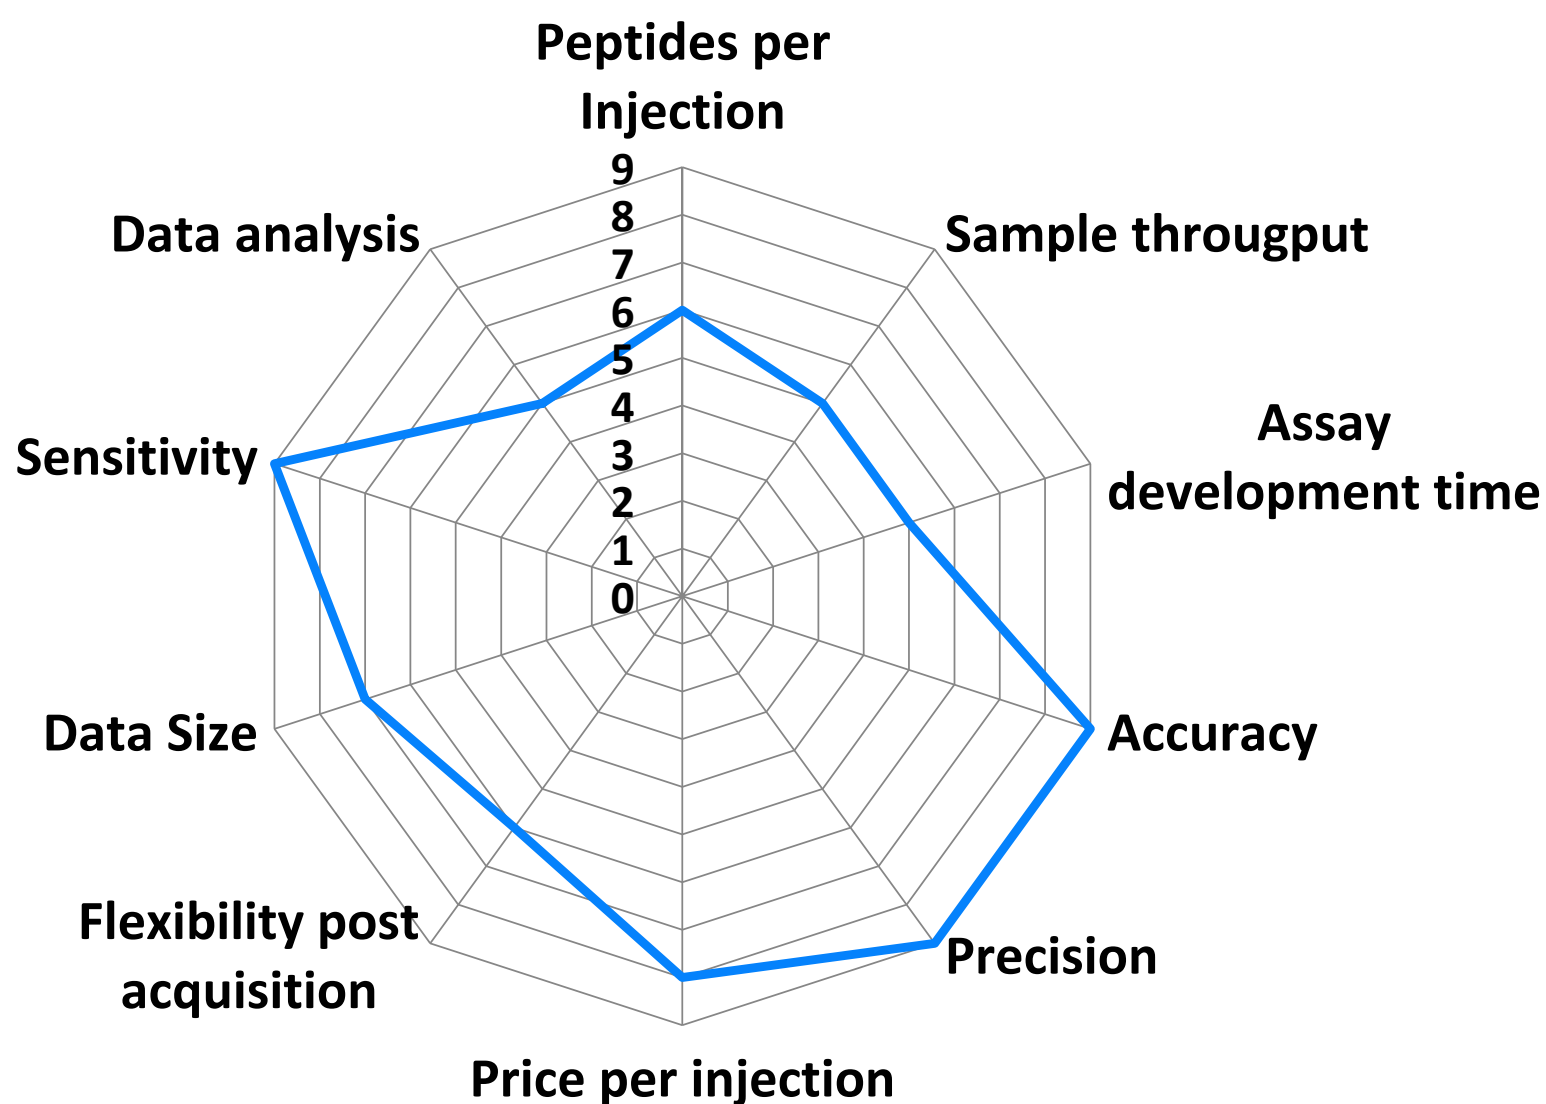 Peptides per
Injection
9
8
7
6
5
4
3
2
1
0
Sample througput
Assay
development time
Accuracy
Precision
Price per injection
Flexibility post
acquisition
Data Size
Sensitivity
Data analysis